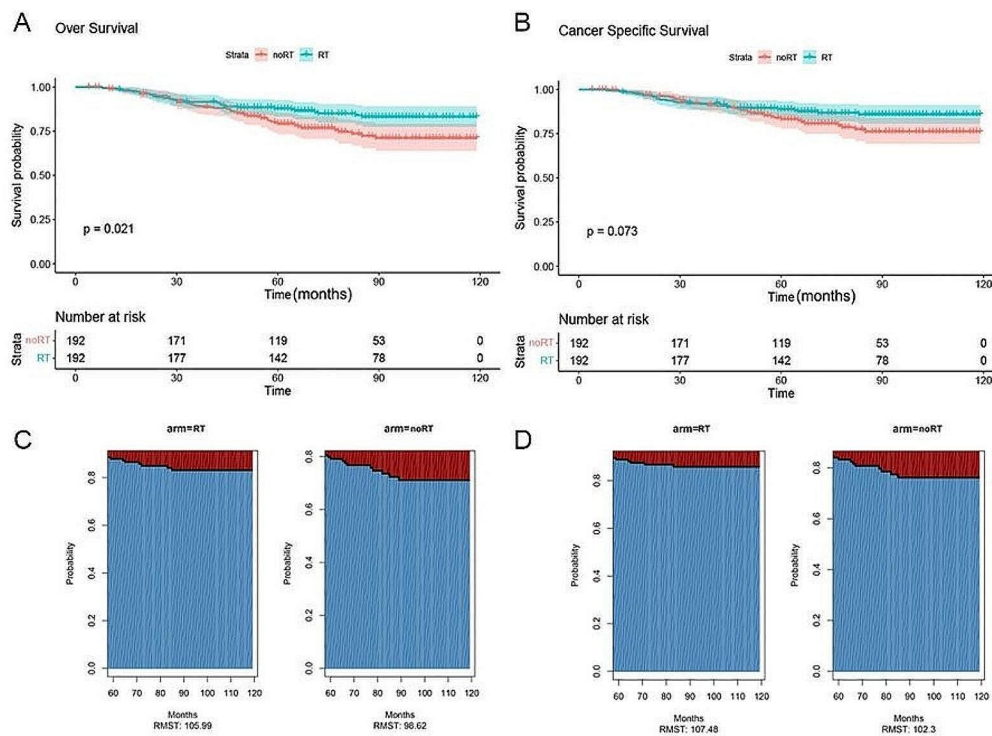 A
Over Survival
Strata noRT RT
1.00
0.75
0.50
0.25
0.00
Survival probability
p = 0.021
0 30 60 90 120
Time (months)
Number at risk
Strata
noRT 192 171 119 53 0
RT 192 177 142 78 0
0 30 60 90 120
Time
B
Cancer Specific Survival
Strata noRT RT
1.00
0.75
0.50
0.25
0.00
Survival probability
p = 0.073
0 30 60 90 120
Time (months)
Number at risk
Strata
noRT 192 171 119 53 0
RT 192 177 142 78 0
0 30 60 90 120
Time
C
arm=RT
Probability
0.8
0.6
0.4
0.2
0.0
60 70 80 90 100 110 120
Months
RMST: 105.99
arm=noRT
Probability
0.8
0.6
0.4
0.2
0.0
60 70 80 90 100 110 120
Months
RMST: 98.62
D
arm=RT
Probability
0.8
0.6
0.4
0.2
0.0
60 70 80 90 100 110 120
Months
RMST: 107.48
arm=noRT
Probability
0.8
0.6
0.4
0.2
0.0
60 70 80 90 100 110 120
Months
RMST: 102.3